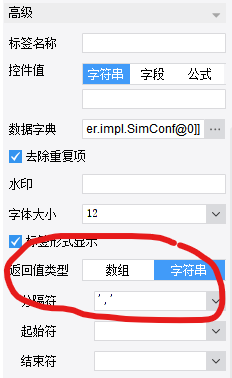 高级
标签名称
控件值
字符串 字段 公式
数据字典 er.impl.SimConf@0]] ...
去除重复项
水印
字体大小 12
标签形式显示
返回值类型 数组 字符串
分隔符 ','
起始符
结束符